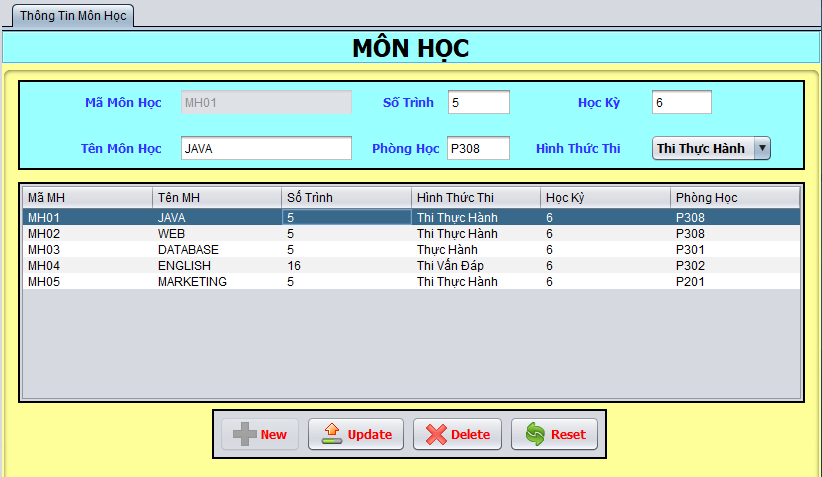 Thông Tin Môn Học
MÔN HỌC
Mã Môn Học MH01 Số Trình 5 Học Kỳ 6
Tên Môn Học JAVA Phòng Học P308 Hình Thức Thi Thi Thực Hành
Mã MH Tên MH Số Trình Hình Thức Thi Học Kỳ Phòng Học
MH01 JAVA 5 Thi Thực Hành 6 P308
MH02 WEB 5 Thi Thực Hành 6 P308
MH03 DATABASE 5 Thực Hành 6 P301
MH04 ENGLISH 16 Thi Vấn Đáp 6 P302
MH05 MARKETING 5 Thi Thực Hành 6 P201
New Update Delete Reset